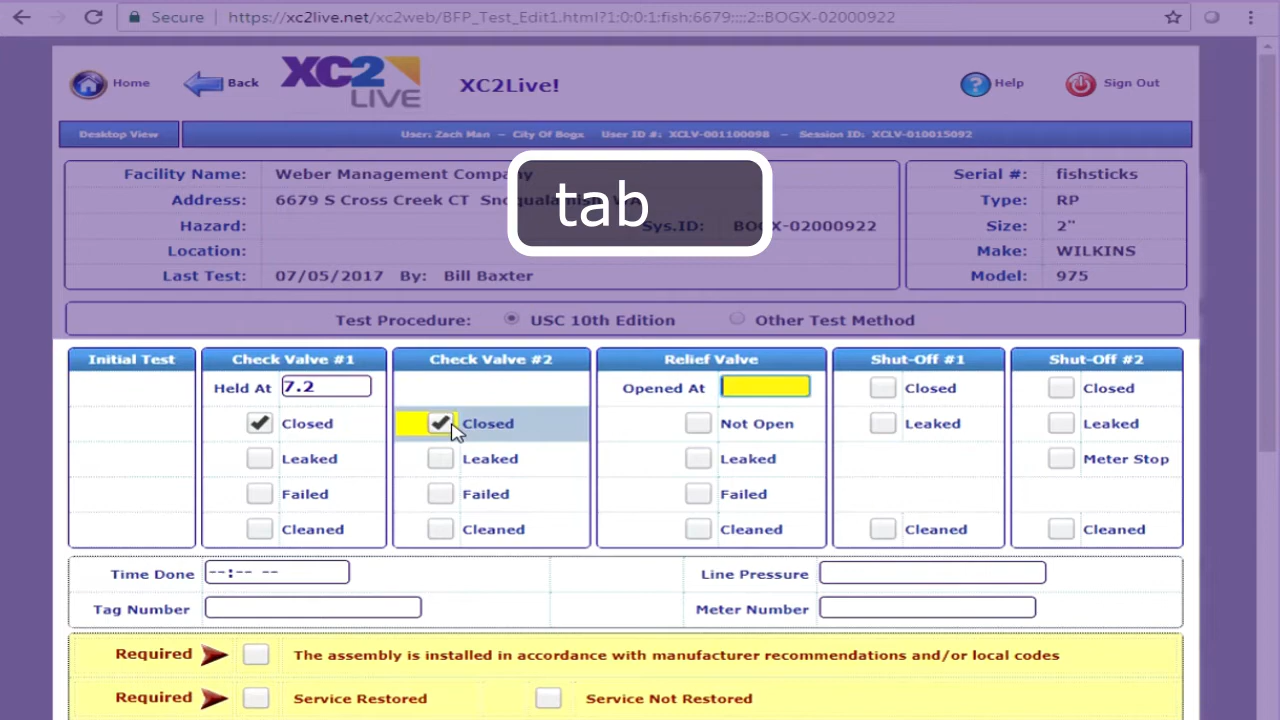 Secure https://xc2live.net/xc2web/BFP_Test_Edit1.html?1:0:0:1:fish:6679::::2::BOGX-02000922
Home Back XC2 LIVE XC2Live! Help Sign Out
Desktop View User: Zach Man – City Of Bogx User ID #: XCLV-001100098 – Session ID: XCLV-010015092
Facility Name: Weber Management Company Serial #: fishsticks
Address: 6679 S Cross Creek CT Type: RP
tab
Hazard: Sys.ID: BOGX-02000922 Size: 2"
Location: Make: WILKINS
Last Test: 07/05/2017 By: Bill Baxter Model: 975
Test Procedure: USC 10th Edition Other Test Method
Initial Test Check Valve #1 Check Valve #2 Relief Valve Shut-Off #1 Shut-Off #2
Held At 7.2 Opened At Closed Closed
Closed Closed Not Open Leaked Leaked
Leaked Leaked Leaked Meter Stop
Failed Failed Failed
Cleaned Cleaned Cleaned Cleaned Cleaned
Time Done --:-- -- Line Pressure
Tag Number Meter Number
Required The assembly is installed in accordance with manufacturer recommendations and/or local codes
Required Service Restored Service Not Restored